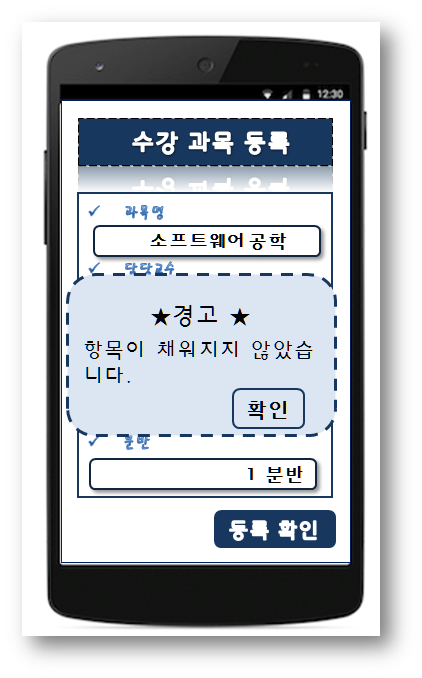 12:30
수강 과목 등록
✓ 과목명
소프트웨어 공학
✓ 담당교수
★경고 ★
항목이 채워지지 않았습
니다.
확인
✓ 분반
1 분반
등록 확인